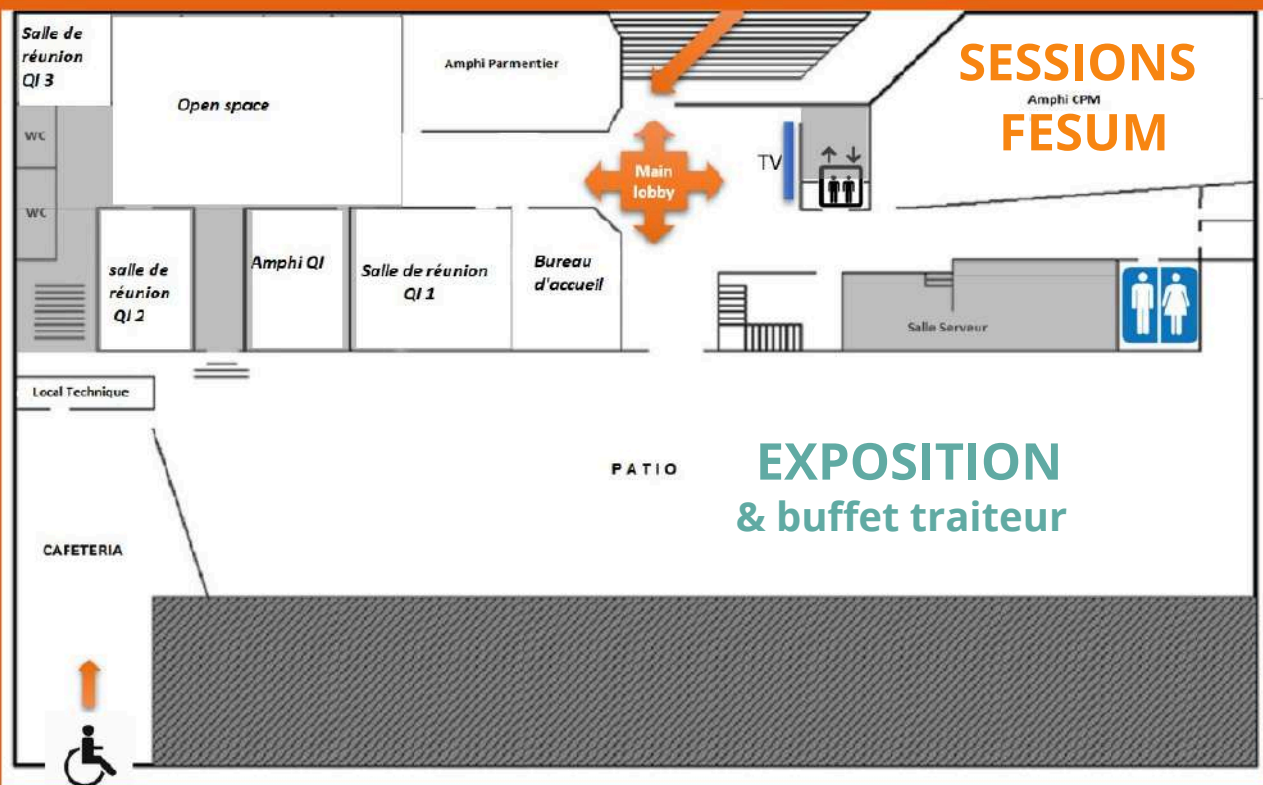 Salle de
réunion
QI 3
Open space
Amphi Parmentier
SESSIONS
Amphi CPM
FESUM
WC
WC
Main
lobby
TV
salle de
réunion
QI 2
Amphi QI
Salle de réunion
QI 1
Bureau
d'accueil
Salle Serveur
Local Technique
PATIO
EXPOSITION
& buffet traiteur
CAFETERIA